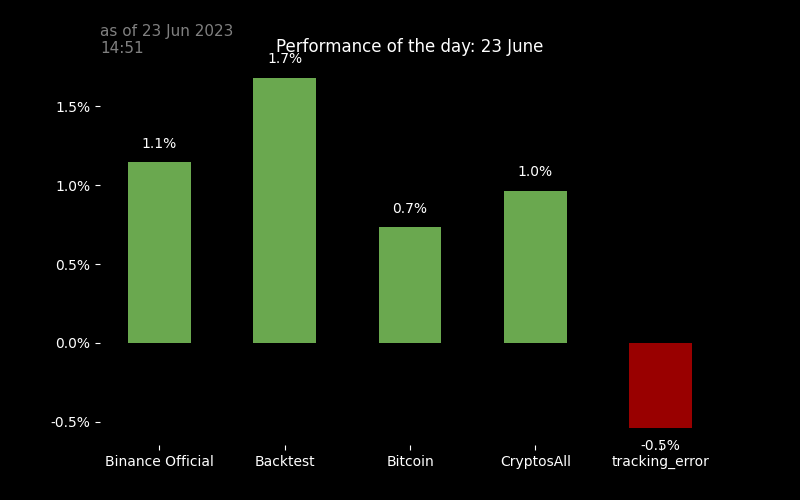 as of 23 Jun 2023
14:51
Performance of the day: 23 June
1.7%
1.5%
1.1%
1.0%
1.0%
0.7%
0.5%
0.0%
-0.5%
-0.5%
Binance Official
Backtest
Bitcoin
CryptosAll
tracking_error